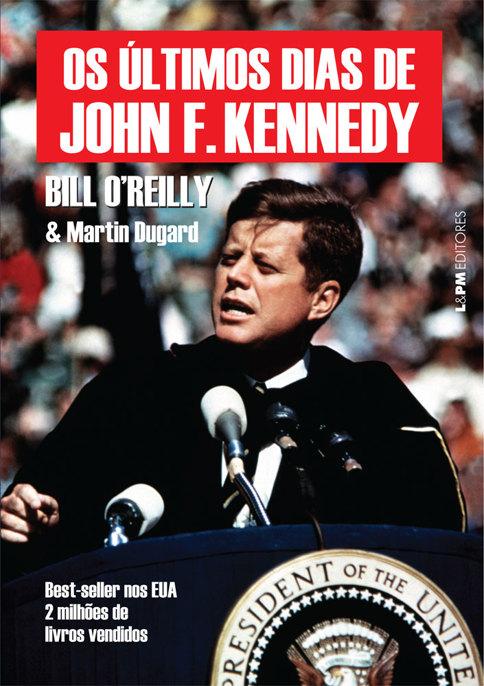 OS ÚLTIMOS DIAS DE
JOHN F. KENNEDY
BILL O'REILLY
& Martin Dugard
L&PM EDITORES
Best-seller nos EUA
2 milhões de
livros vendidos
PRESIDENT OF THE UNITE